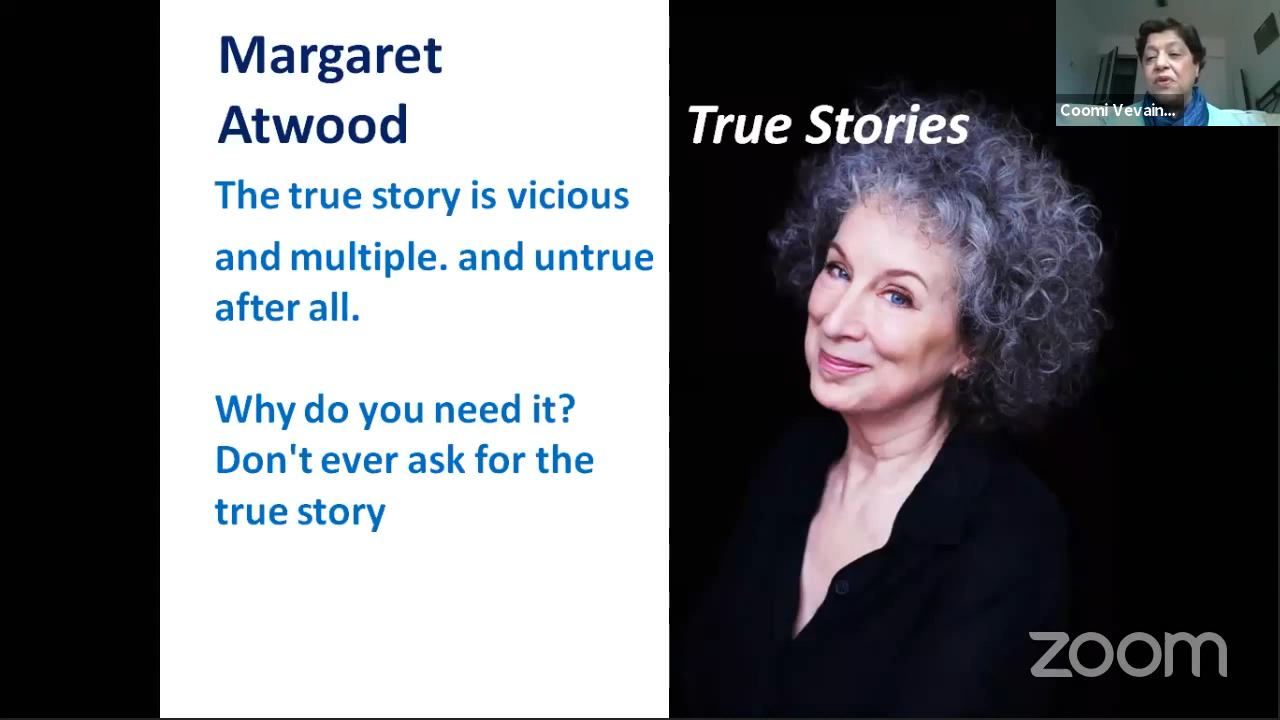 Margaret
Atwood
The true story is vicious
and multiple. and untrue
after all.
Why do you need it?
Don't ever ask for the
true story
True Stories
Coomi Vevain...
zoom